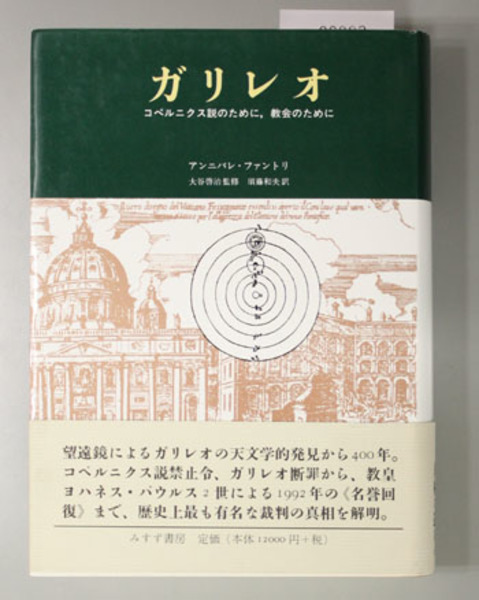 ガリレオ
コペルニクス説のために，教会のために
アンニバレ・ファントリ
大谷啓治監修　須藤和夫訳
望遠鏡によるガリレオの天文学的発見から400年。
コペルニクス説禁止令、ガリレオ断罪から、教皇
ヨハネス・パウルス2世による1992年の《名誉回
復》まで、歴史上最も有名な裁判の真相を解明。
みすず書房　定価（本体12000円＋税）